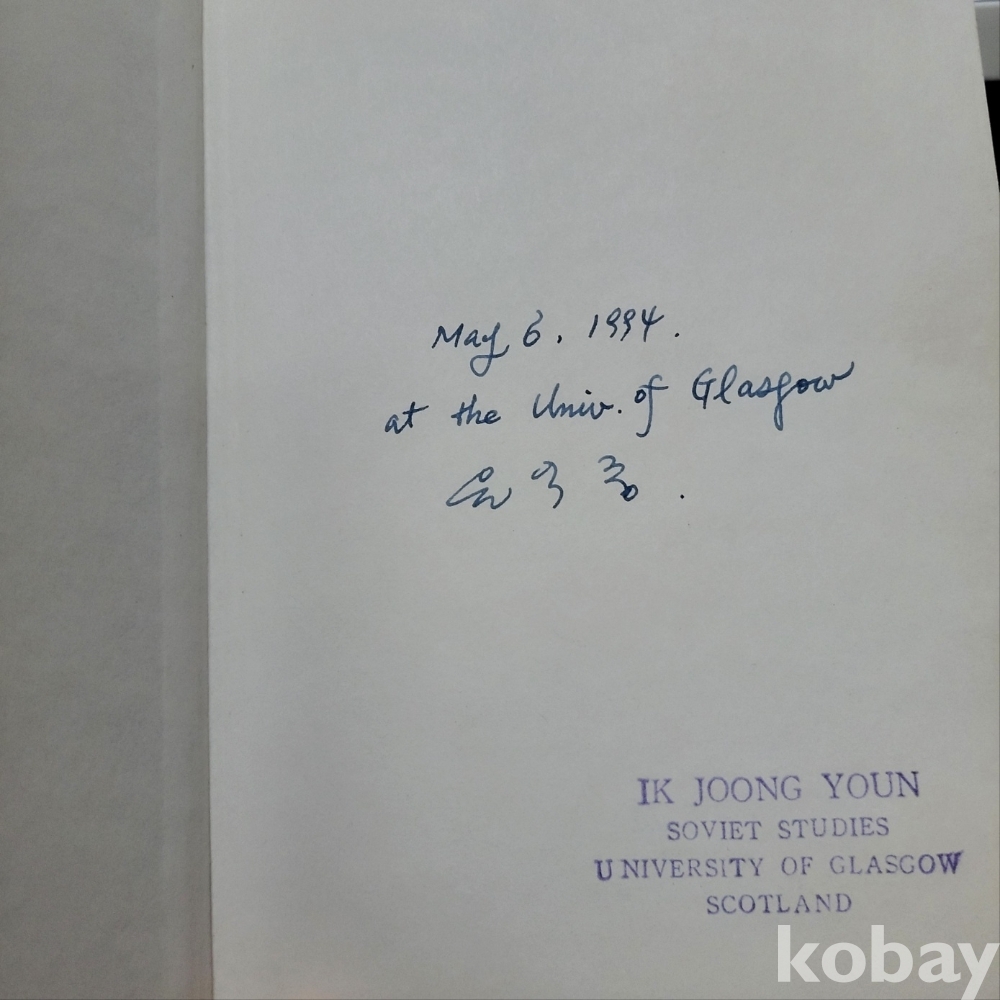 May 6, 1994.
at the Univ. of Glasgow
윤익중.
IK JOONG YOUN
SOVIET STUDIES
UNIVERSITY OF GLASGOW
SCOTLAND
kobay